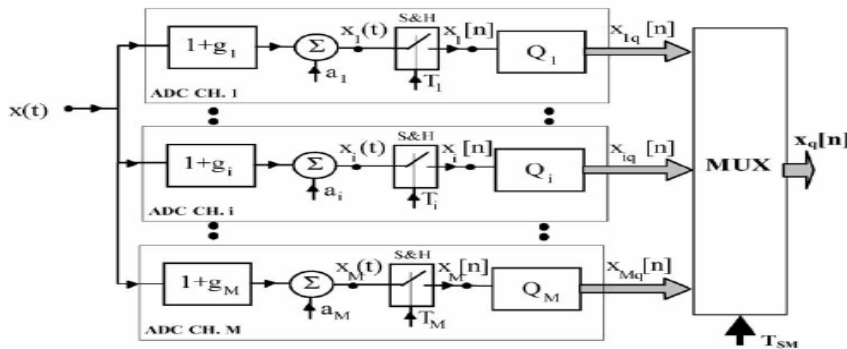 x(t)
1+g1
Σ
a1
x1(t)
S&H
T1
x1[n]
Q1
x1q[n]
ADC CH. 1
1+gi
Σ
ai
xi(t)
S&H
Ti
xi[n]
Qi
xiq[n]
ADC CH. i
1+gM
Σ
aM
xM(t)
S&H
TM
xM[n]
QM
xMq[n]
ADC CH. M
MUX
xq[n]
TSM